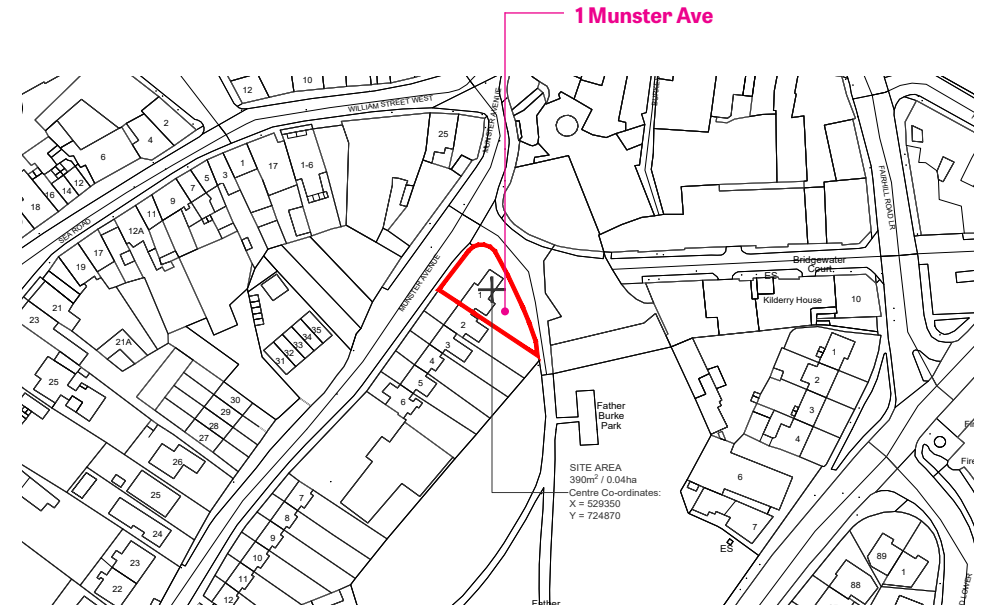 1 Munster Ave
10
12
WILLIAM STREET WEST
MUNSTER AVENUE
2
4
6
25
12
14
16
18
SEA ROAD
1
3
5
7
9
11
12A
17
1-6
17
19
21
23
21A
25
MUNSTER AVENUE
1
2
3
4
5
6
35
34
33
32
31
30
29
28
27
26
25
24
23
22
7
8
9
10
11
12
FAIRHILL ROAD LR
Bridgewater
Court.
ES
Kilderry House
10
1
2
3
4
6
7
ES
Father
Burke
Park
SITE AREA
390m² / 0.04ha
Centre Co-ordinates:
X = 529350
Y = 724870
Father
89
1
88
Fire